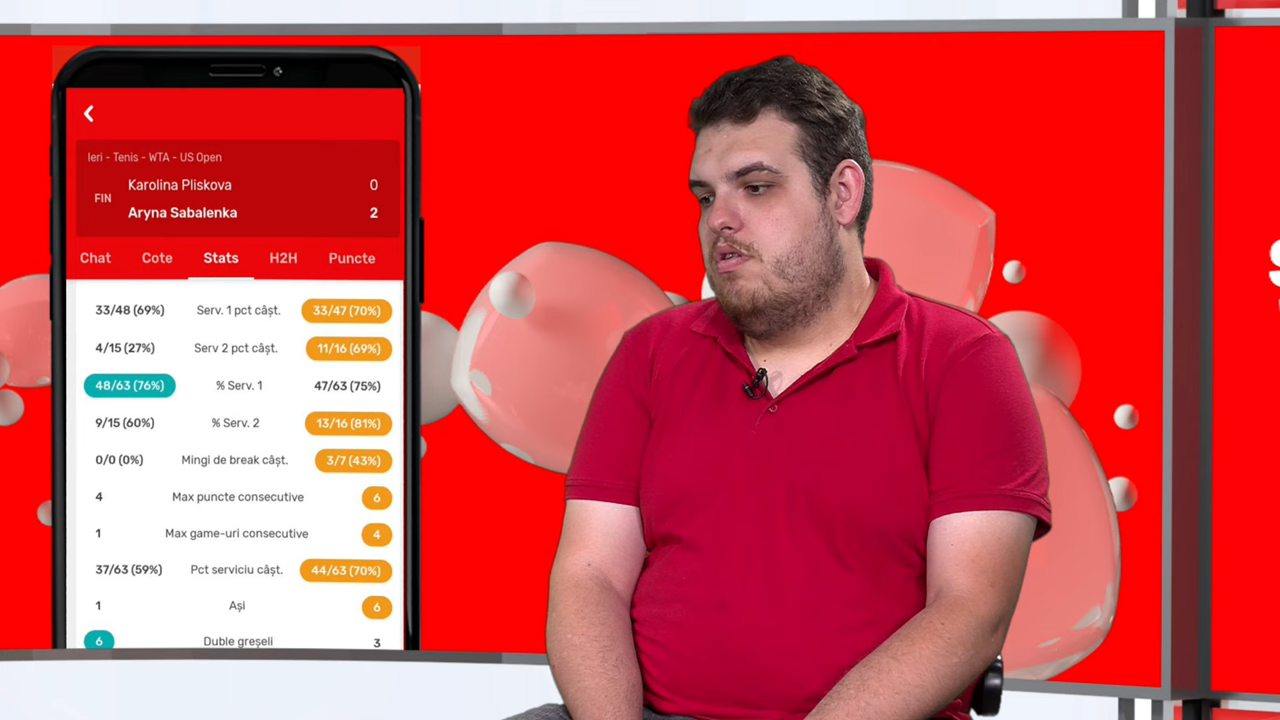 Ieri - Tenis - WTA - US Open
Karolina Pliskova 0
FIN
Aryna Sabalenka 2
Chat Cote Stats H2H Puncte
33/48 (69%) Serv. 1 pct câșt. 33/47 (70%)
4/15 (27%) Serv 2 pct câșt. 11/16 (69%)
48/63 (76%) % Serv. 1 47/63 (75%)
9/15 (60%) % Serv. 2 13/16 (81%)
0/0 (0%) Mingi de break câșt. 3/7 (43%)
4 Max puncte consecutive 6
1 Max game-uri consecutive 4
37/63 (59%) Pct serviciu câșt. 44/63 (70%)
1 Ași 6
6 Duble greșeli 3